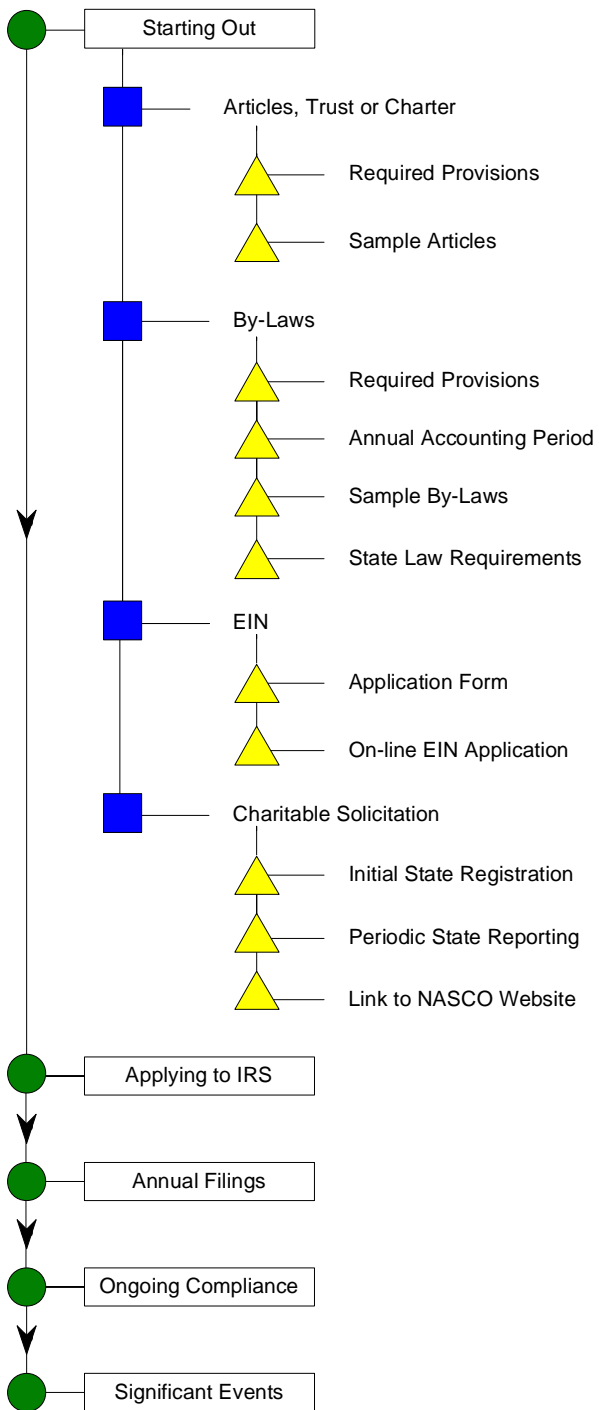 Starting Out
Articles, Trust or Charter
Required Provisions
Sample Articles
By-Laws
Required Provisions
Annual Accounting Period
Sample By-Laws
State Law Requirements
EIN
Application Form
On-line EIN Application
Charitable Solicitation
Initial State Registration
Periodic State Reporting
Link to NASCO Website
Applying to IRS
Annual Filings
Ongoing Compliance
Significant Events